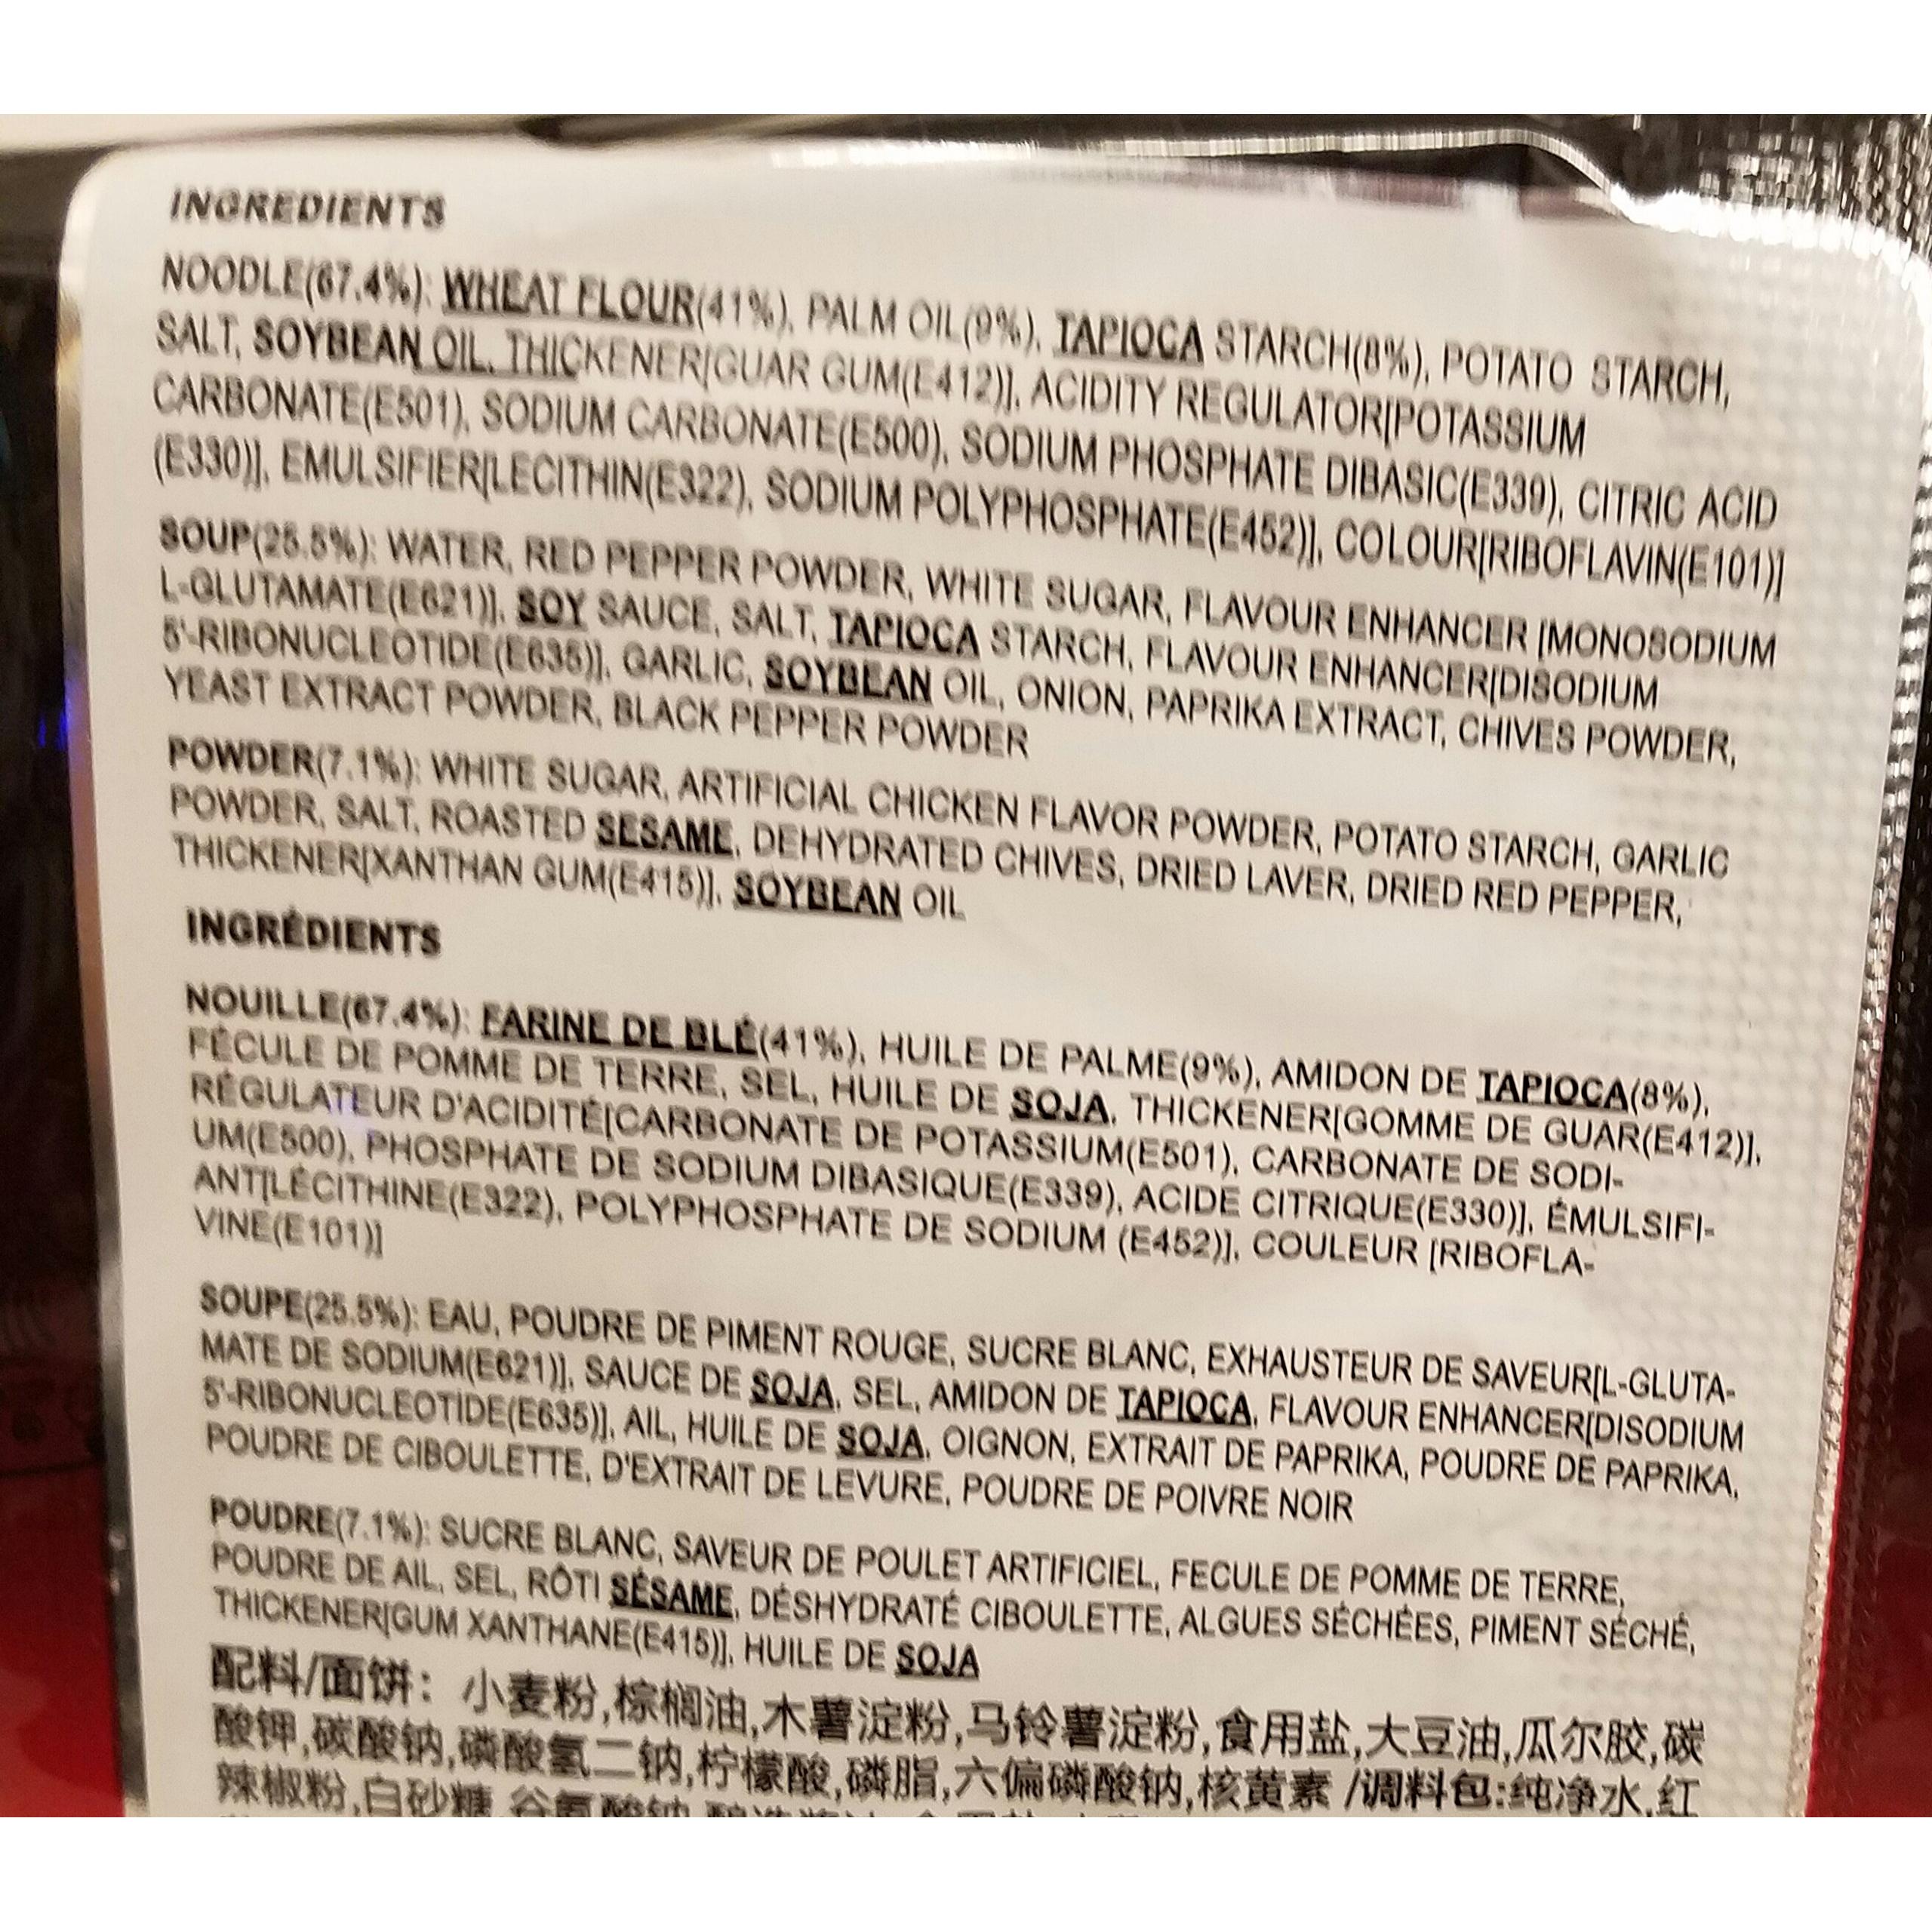 INGREDIENTS
NOODLE(67.4%): WHEAT FLOUR(41%), PALM OIL(9%), TAPIOCA STARCH(8%), POTATO STARCH,
SALT, SOYBEAN OIL, THICKENER[GUAR GUM(E412)], ACIDITY REGULATOR[POTASSIUM
CARBONATE(E501), SODIUM CARBONATE(E500), SODIUM PHOSPHATE DIBASIC(E339), CITRIC ACID
(E330)], EMULSIFIER[LECITHIN(E322), SODIUM POLYPHOSPHATE(E452)], COLOUR[RIBOFLAVIN(E101)]
SOUP(25.5%): WATER, RED PEPPER POWDER, WHITE SUGAR, FLAVOUR ENHANCER [MONOSODIUM
L-GLUTAMATE(E621)], SOY SAUCE, SALT, TAPIOCA STARCH, FLAVOUR ENHANCER[DISODIUM
5'-RIBONUCLEOTIDE(E635)], GARLIC, SOYBEAN OIL, ONION, PAPRIKA EXTRACT, CHIVES POWDER,
YEAST EXTRACT POWDER, BLACK PEPPER POWDER
POWDER(7.1%): WHITE SUGAR, ARTIFICIAL CHICKEN FLAVOR POWDER, POTATO STARCH, GARLIC
POWDER, SALT, ROASTED SESAME, DEHYDRATED CHIVES, DRIED LAVER, DRIED RED PEPPER,
THICKENER[XANTHAN GUM(E415)], SOYBEAN OIL
INGRÉDIENTS
NOUILLE(67.4%): FARINE DE BLÉ(41%), HUILE DE PALME(9%), AMIDON DE TAPIOCA(8%),
FÉCULE DE POMME DE TERRE, SEL, HUILE DE SOJA, THICKENER[GOMME DE GUAR(E412)],
RÉGULATEUR D'ACIDITÉ[CARBONATE DE POTASSIUM(E501), CARBONATE DE SODI-
UM(E500), PHOSPHATE DE SODIUM DIBASIQUE(E339), ACIDE CITRIQUE(E330)], ÉMULSIFI-
ANT[LÉCITHINE(E322), POLYPHOSPHATE DE SODIUM (E452)], COULEUR [RIBOFLA-
VINE(E101)]
SOUPE(25.5%): EAU, POUDRE DE PIMENT ROUGE, SUCRE BLANC, EXHAUSTEUR DE SAVEUR[L-GLUTA-
MATE DE SODIUM(E621)], SAUCE DE SOJA, SEL, AMIDON DE TAPIOCA, FLAVOUR ENHANCER[DISODIUM
5'-RIBONUCLEOTIDE(E635)], AIL, HUILE DE SOJA, OIGNON, EXTRAIT DE PAPRIKA, POUDRE DE PAPRIKA,
POUDRE DE CIBOULETTE, D'EXTRAIT DE LEVURE, POUDRE DE POIVRE NOIR
POUDRE(7.1%): SUCRE BLANC, SAVEUR DE POULET ARTIFICIEL, FECULE DE POMME DE TERRE,
POUDRE DE AIL, SEL, RÔTI SÉSAME, DÉSHYDRATÉ CIBOULETTE, ALGUES SÉCHÉES, PIMENT SÉCHÉ,
THICKENER[GUM XANTHANE(E415)], HUILE DE SOJA
配料/面饼: 小麦粉,棕榈油,木薯淀粉,马铃薯淀粉,食用盐,大豆油,瓜尔胶,碳
酸钾,碳酸钠,磷酸氢二钠,柠檬酸,磷脂,六偏磷酸钠,核黄素 /调料包:纯净水,红
辣椒粉,白砂糖,谷氨酸钠